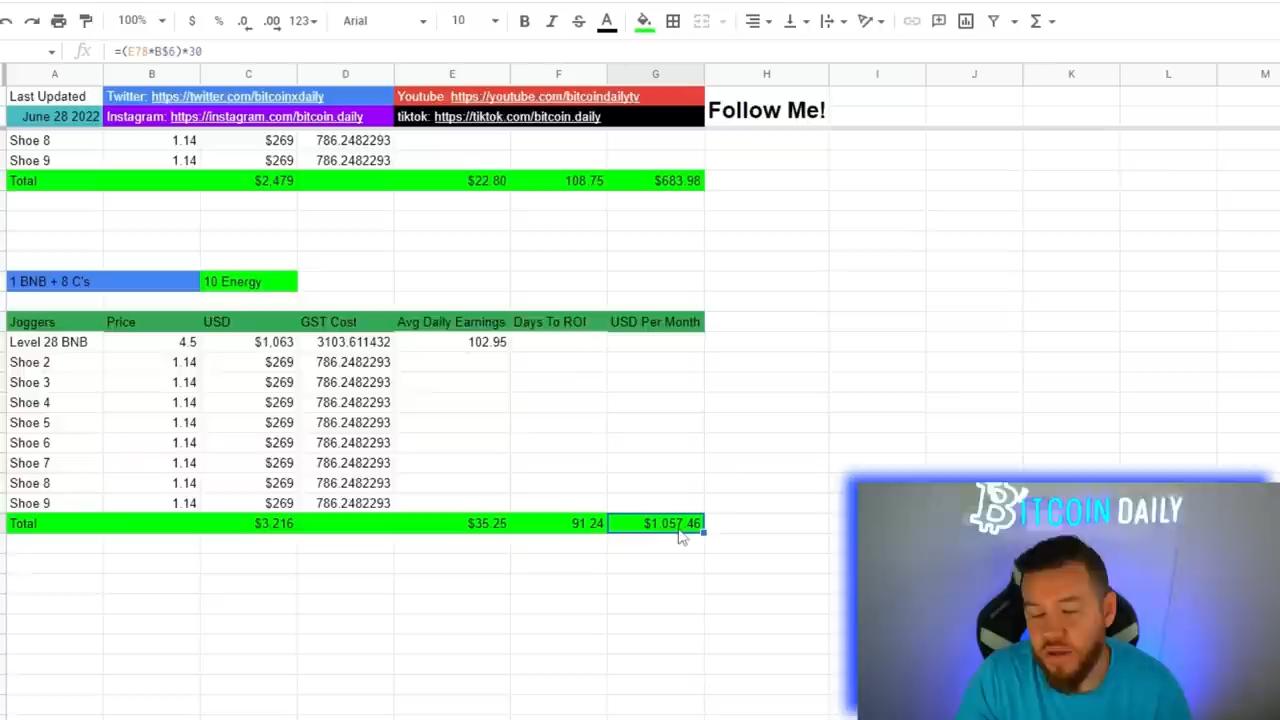 100% $ % .0 .00 123 Arial 10 B I S A
fx =(E78*B$6)*30
A B C D E F G H I J K L M
Last Updated Twitter: https://twitter.com/bitcoinxdaily Youtube: https://youtube.com/bitcoindailytv
June 28 2022 Instagram: https://instagram.com/bitcoin.daily tiktok: https://tiktok.com/bitcoin.daily Follow Me!
Shoe 8 1.14 $269 786.2482293
Shoe 9 1.14 $269 786.2482293
Total $2,479 $22.80 108.75 $683.98
1 BNB + 8 C's 10 Energy
Joggers Price USD GST Cost Avg Daily Earnings Days To ROI USD Per Month
Level 28 BNB 4.5 $1,063 3103.611432 102.95
Shoe 2 1.14 $269 786.2482293
Shoe 3 1.14 $269 786.2482293
Shoe 4 1.14 $269 786.2482293
Shoe 5 1.14 $269 786.2482293
Shoe 6 1.14 $269 786.2482293
Shoe 7 1.14 $269 786.2482293
Shoe 8 1.14 $269 786.2482293
Shoe 9 1.14 $269 786.2482293
Total $3,216 $35.25 91.24 $1,057.46
BITCOIN DAILY